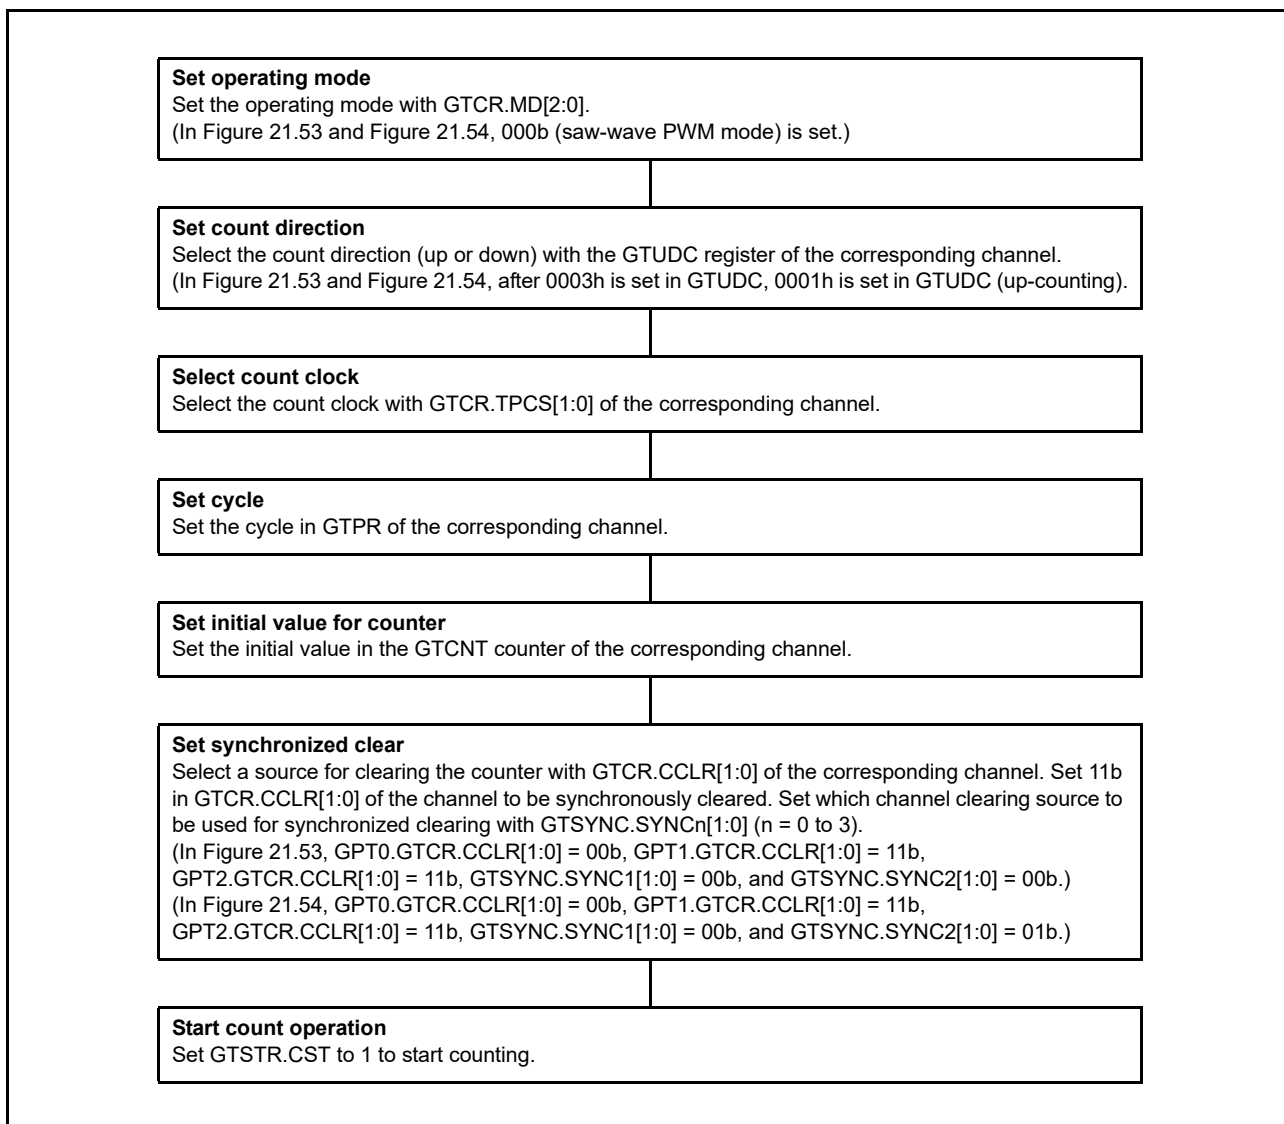 Set operating mode
Set the operating mode with GTCR.MD[2:0].
(In Figure 21.53 and Figure 21.54, 000b (saw-wave PWM mode) is set.)
Set count direction
Select the count direction (up or down) with the GTUDC register of the corresponding channel.
(In Figure 21.53 and Figure 21.54, after 0003h is set in GTUDC, 0001h is set in GTUDC (up-counting).
Select count clock
Select the count clock with GTCR.TPCS[1:0] of the corresponding channel.
Set cycle
Set the cycle in GTPR of the corresponding channel.
Set initial value for counter
Set the initial value in the GTCNT counter of the corresponding channel.
Set synchronized clear
Select a source for clearing the counter with GTCR.CCLR[1:0] of the corresponding channel. Set 11b
in GTCR.CCLR[1:0] of the channel to be synchronously cleared. Set which channel clearing source to
be used for synchronized clearing with GTSYNC.SYNCn[1:0] (n = 0 to 3).
(In Figure 21.53, GPT0.GTCR.CCLR[1:0] = 00b, GPT1.GTCR.CCLR[1:0] = 11b,
GPT2.GTCR.CCLR[1:0] = 11b, GTSYNC.SYNC1[1:0] = 00b, and GTSYNC.SYNC2[1:0] = 00b.)
(In Figure 21.54, GPT0.GTCR.CCLR[1:0] = 00b, GPT1.GTCR.CCLR[1:0] = 11b,
GPT2.GTCR.CCLR[1:0] = 11b, GTSYNC.SYNC1[1:0] = 00b, and GTSYNC.SYNC2[1:0] = 01b.)
Start count operation
Set GTSTR.CST to 1 to start counting.